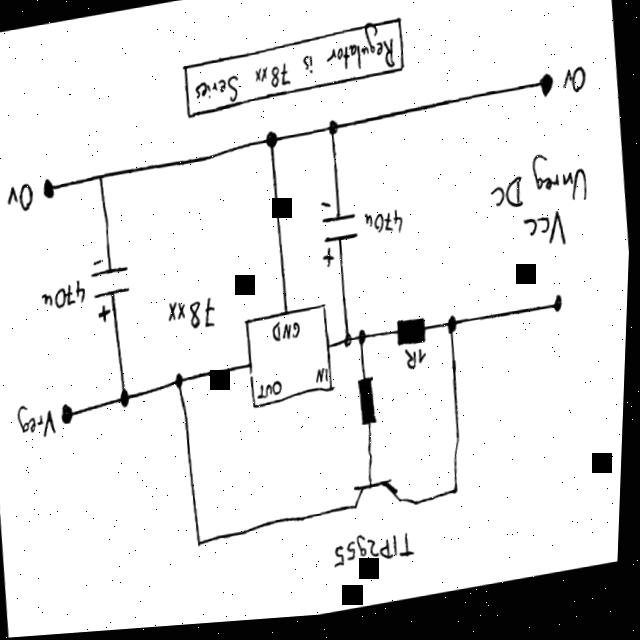 TIP2955
1R
Vreg
IN
OUT
GND
78xx
470u
+
-
470u
+
-
Vcc
Unreg DC
0v
0v
Regulator is 78xx Series